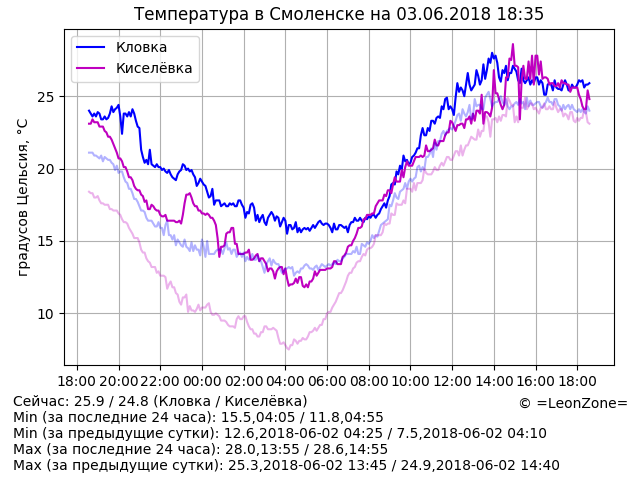 Температура в Смоленске на 03.06.2018 18:35
Кловка
Киселёвка
градусов Цельсия, °C
25
20
15
10
18:00 20:00 22:00 00:00 02:00 04:00 06:00 08:00 10:00 12:00 14:00 16:00 18:00
Сейчас: 25.9 / 24.8 (Кловка / Киселёвка)
© =LeonZone=
Min (за последние 24 часа): 15.5,04:05 / 11.8,04:55
Min (за предыдущие сутки): 12.6,2018-06-02 04:25 / 7.5,2018-06-02 04:10
Max (за последние 24 часа): 28.0,13:55 / 28.6,14:55
Max (за предыдущие сутки): 25.3,2018-06-02 13:45 / 24.9,2018-06-02 14:40